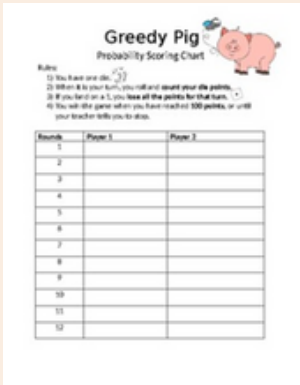 Greedy Pig
Probability Scoring Chart
Rules:
1) You have one die.
2) When it is your turn, you roll and count your die points.
3) If you land on a 1, you lose all the points for that turn.
4) You win the game when you have reached 100 points, or until
your teacher tells you to stop.
Rounds Player 1 Player 2
1
2
3
4
5
6
7
8
9
10
11
12